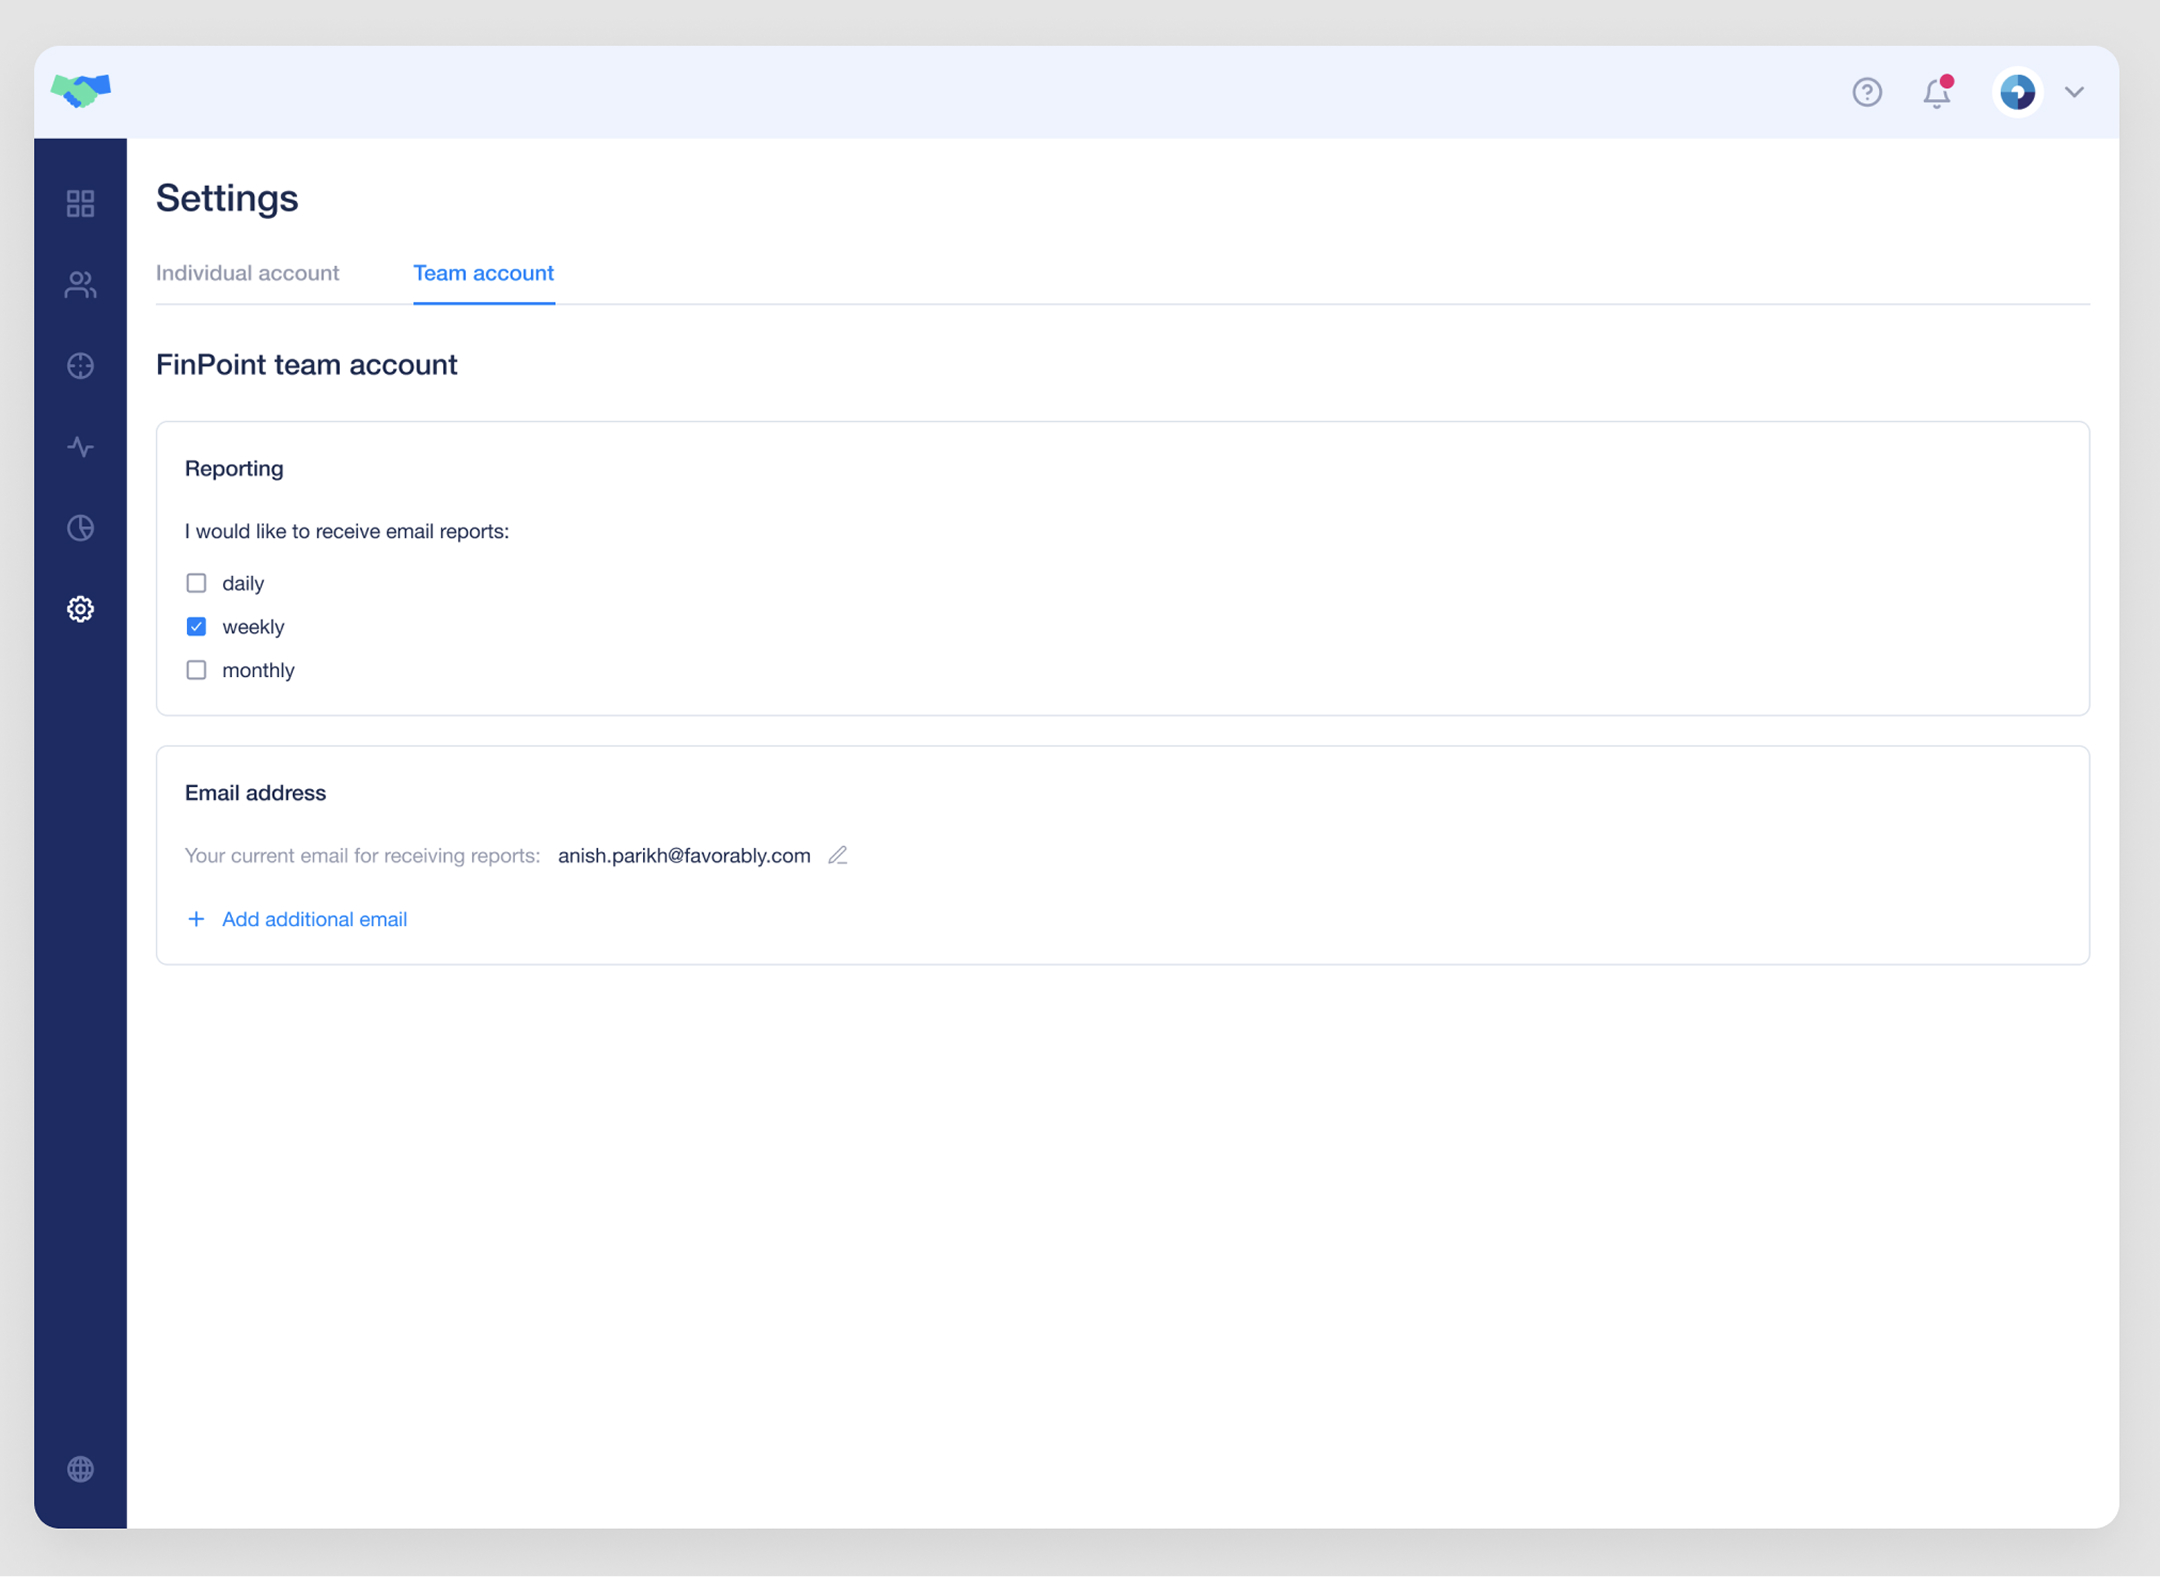 Settings
Individual account
Team account
FinPoint team account
Reporting
I would like to receive email reports:
daily
weekly
monthly
Email address
Your current email for receiving reports: anish.parikh@favorably.com
+ Add additional email